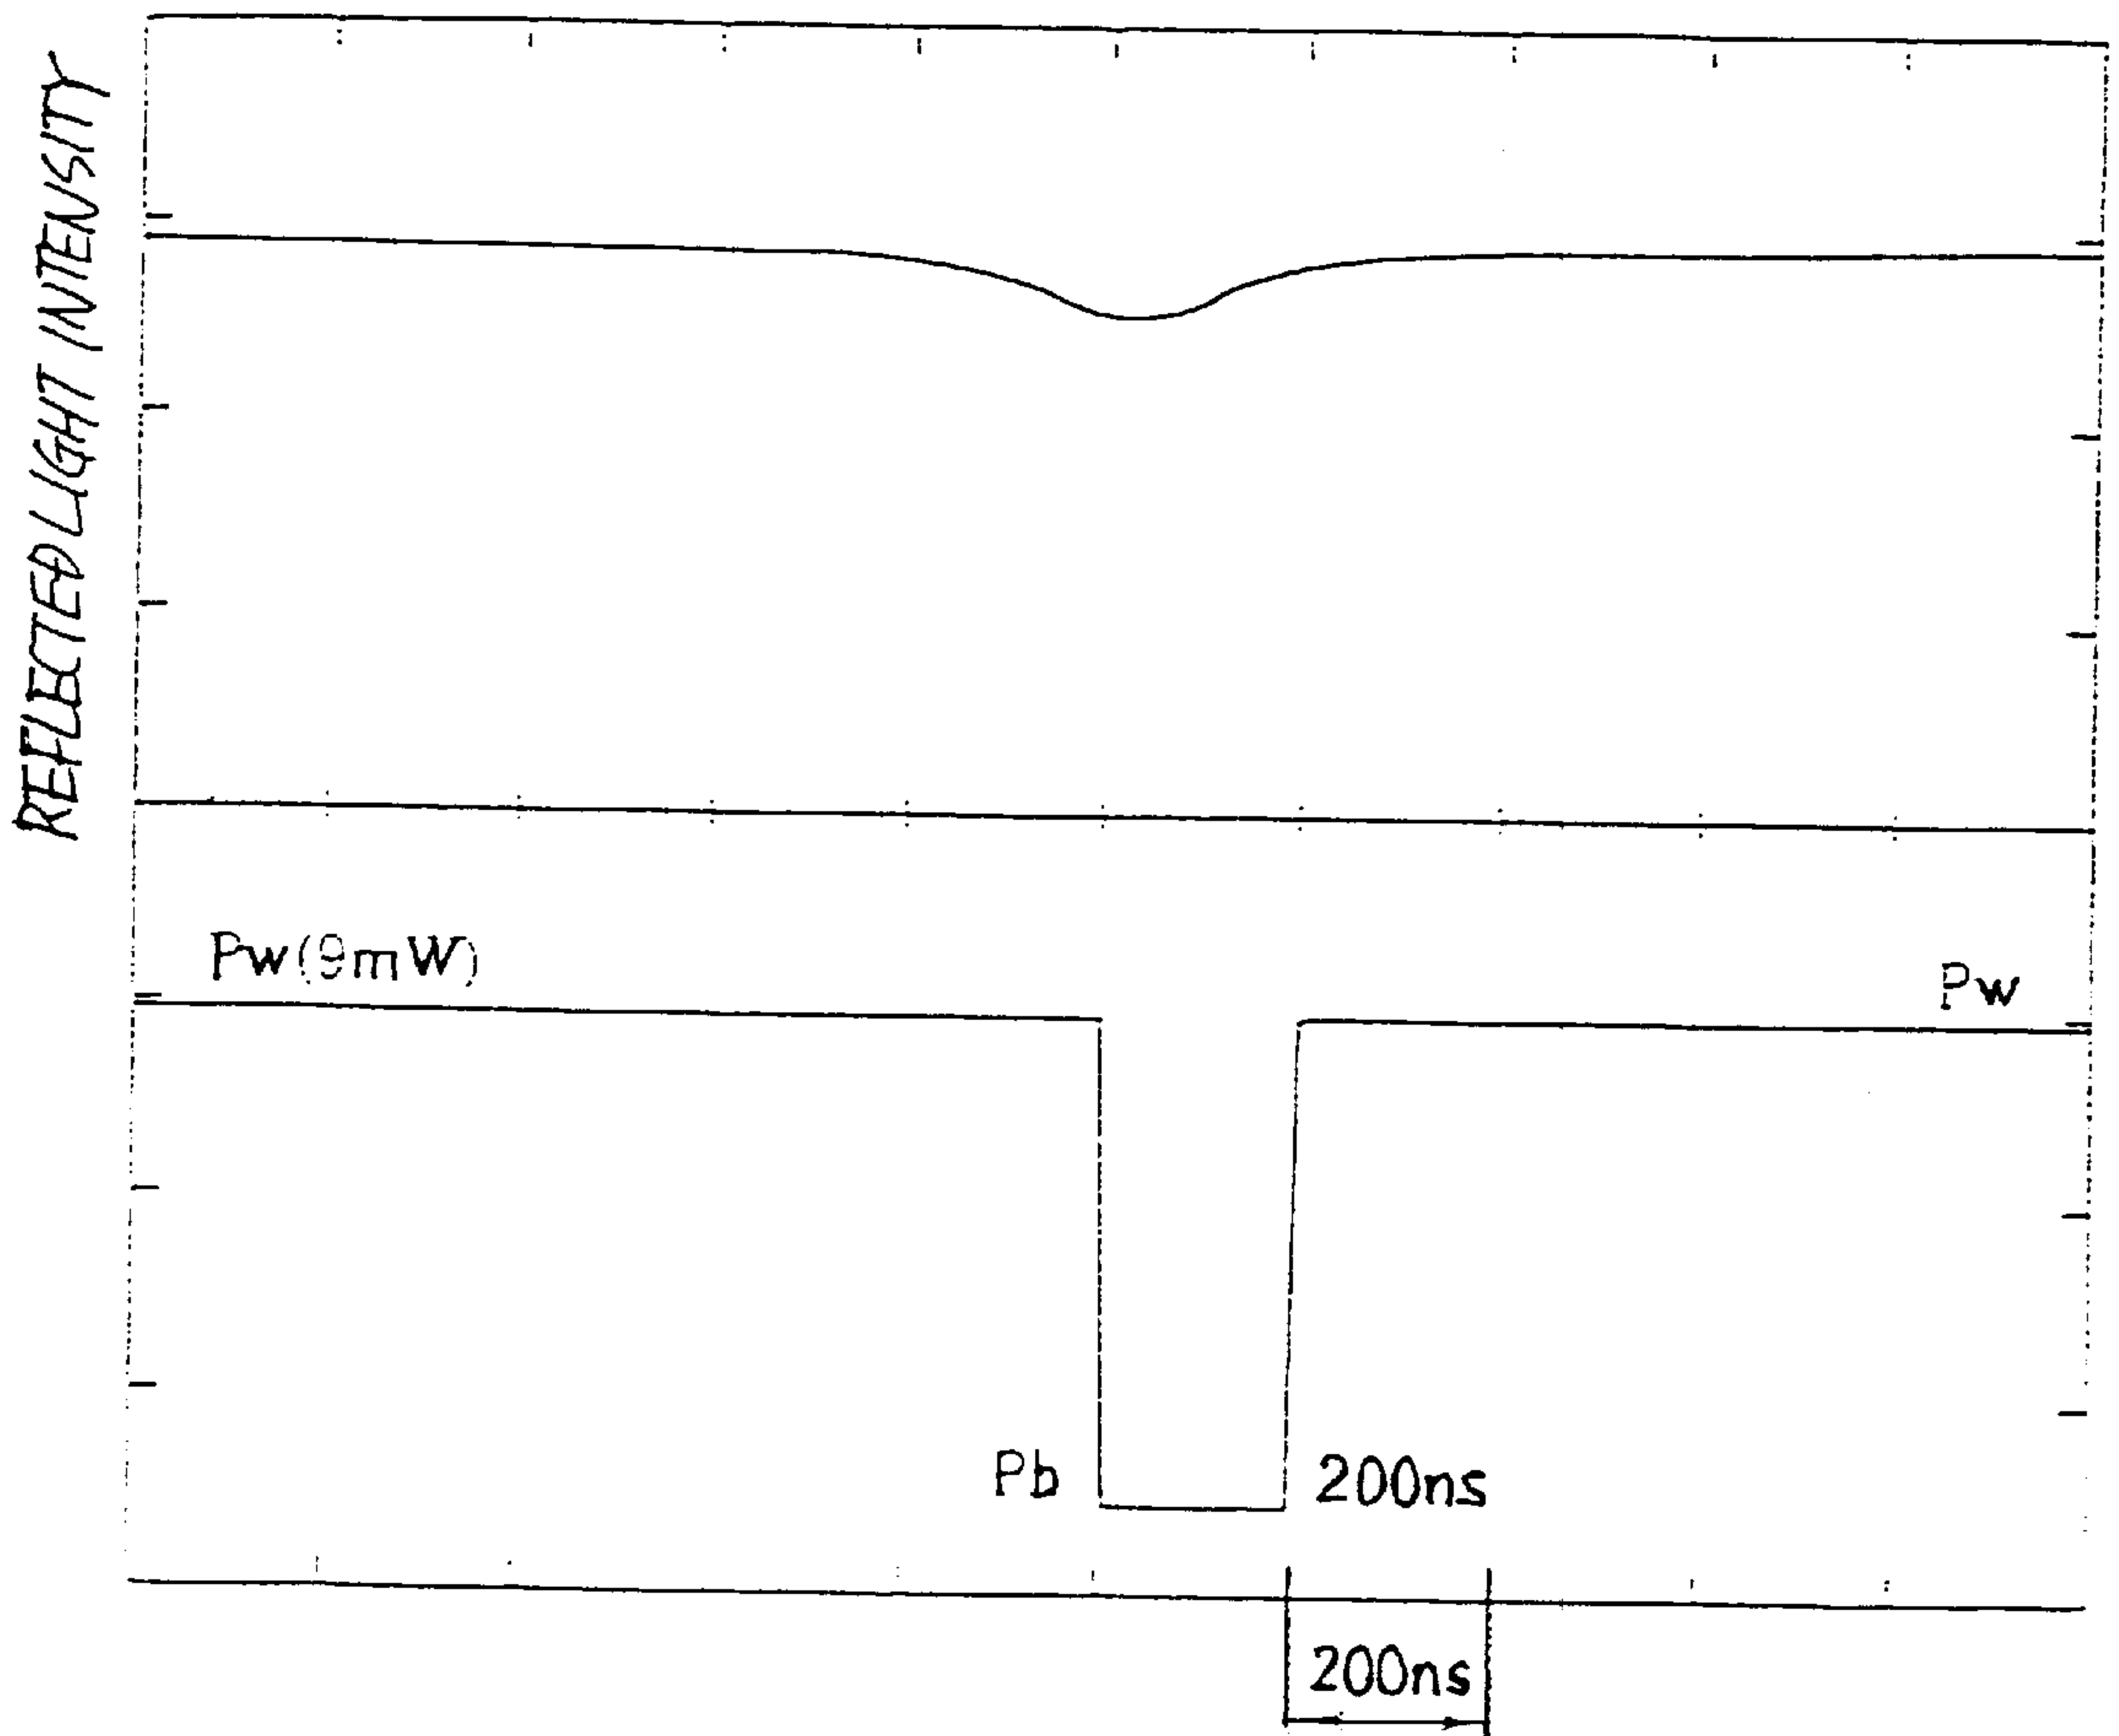 REFLECTED LIGHT INTENSITY
Pw(9mW)
Pw
Pb
200ns
200ns